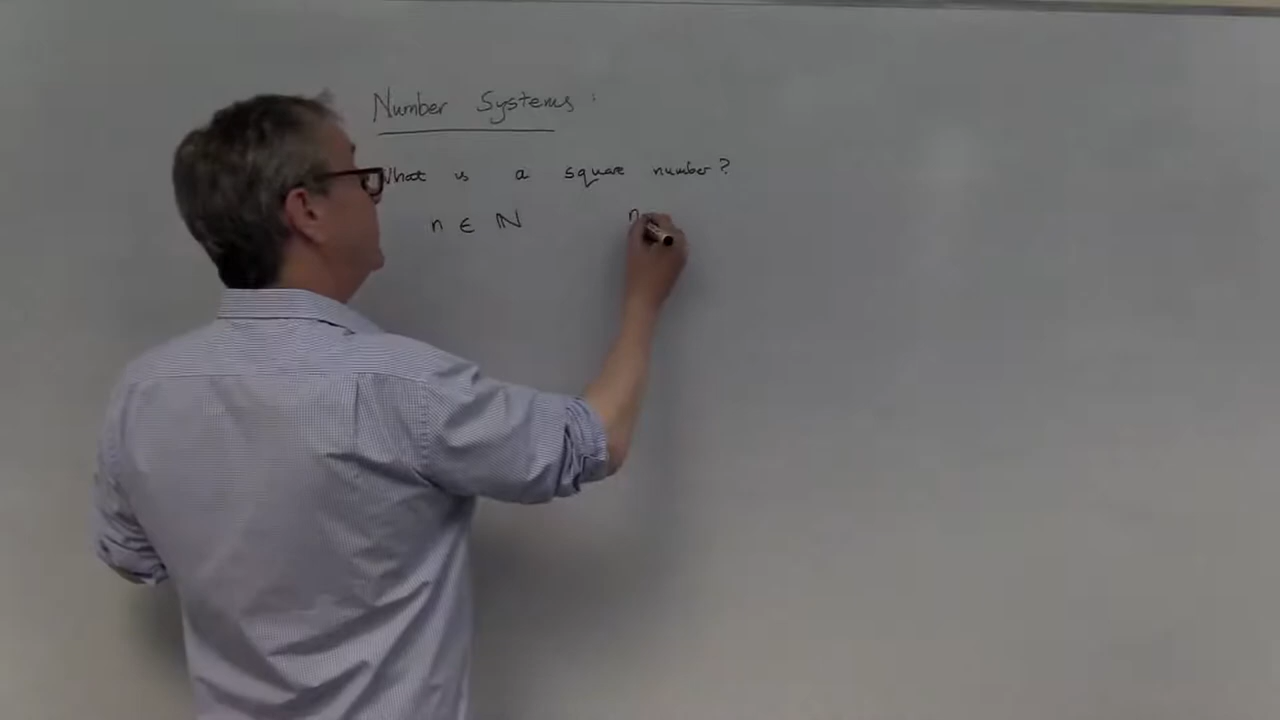 Number Systems :
What is a square number?
n ∈ ℕ n